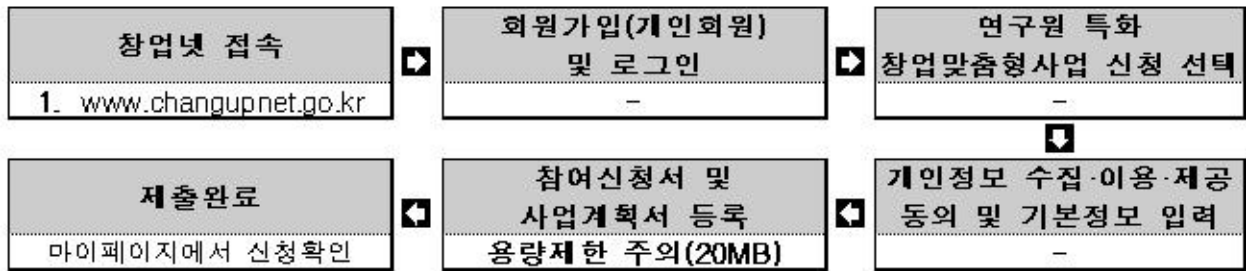 창업넷 접속
1. www.changupnet.go.kr
회원가입(개인회원)
및 로그인
–
연구원 특화
창업맞춤형사업 신청 선택
–
개인정보 수집·이용·제공
동의 및 기본정보 입력
–
참여신청서 및
사업계획서 등록
용량제한 주의(20MB)
제출완료
마이페이지에서 신청확인